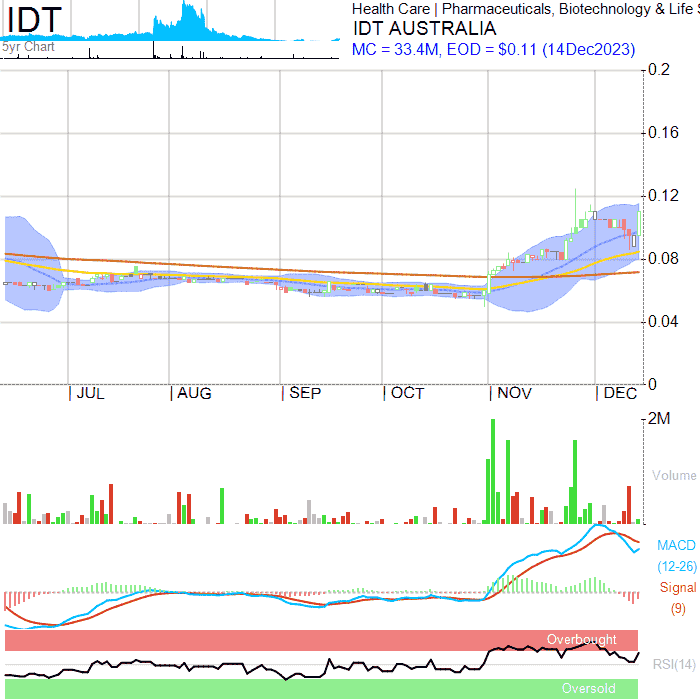 IDT
5yr Chart
Health Care | Pharmaceuticals, Biotechnology & Life S
IDT AUSTRALIA
MC = 33.4M, EOD = $0.11 (14Dec2023)
0.2
0.16
0.12
0.08
0.04
0
JUL AUG SEP OCT NOV DEC
2M
Volume
MACD
(12-26)
Signal
(9)
Overbought
RSI(14)
Oversold